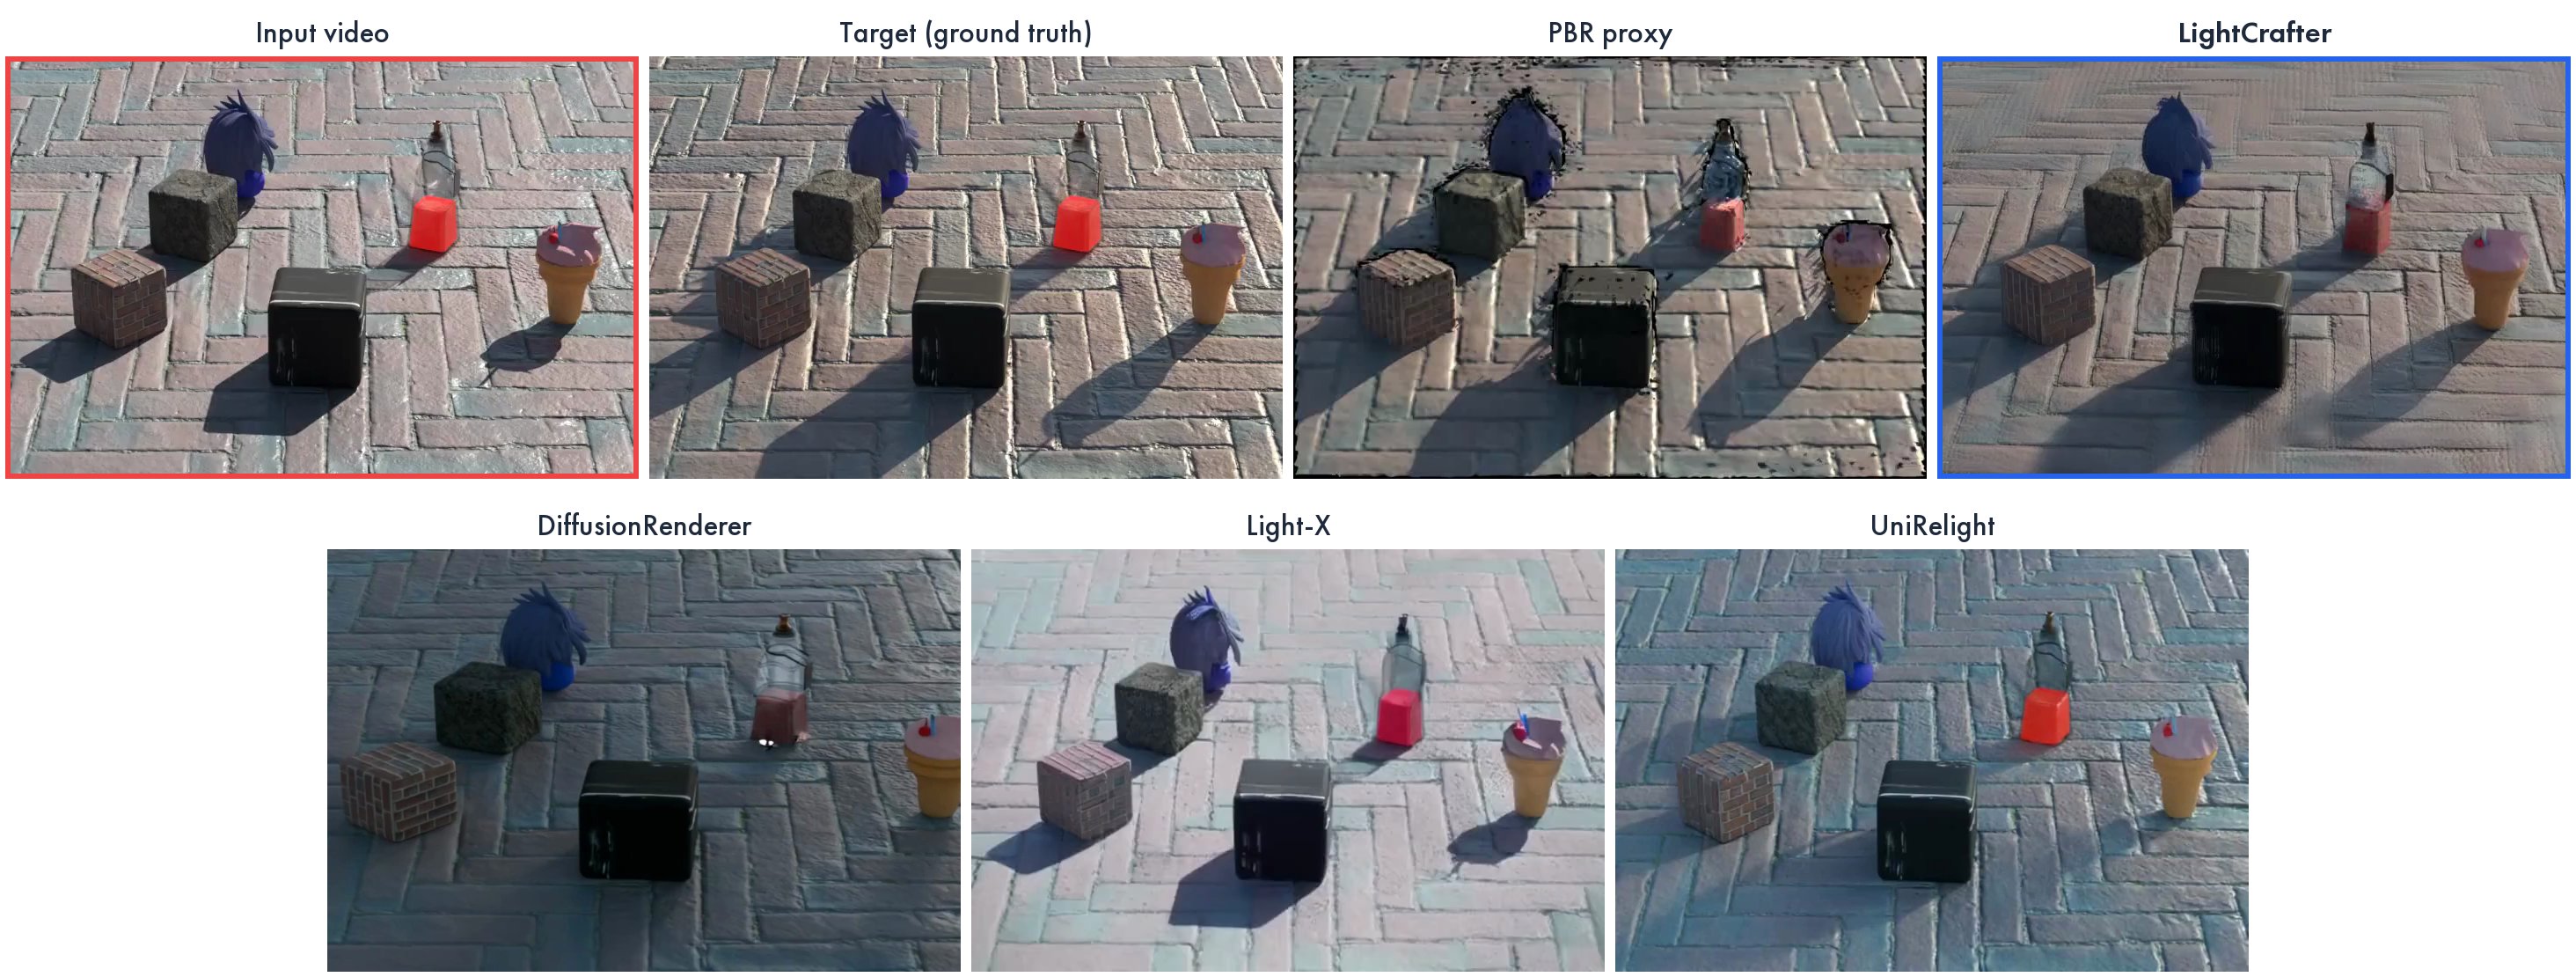 Input video
Target (ground truth)
PBR proxy
LightCrafter
DiffusionRenderer
Light-X
UniRelight